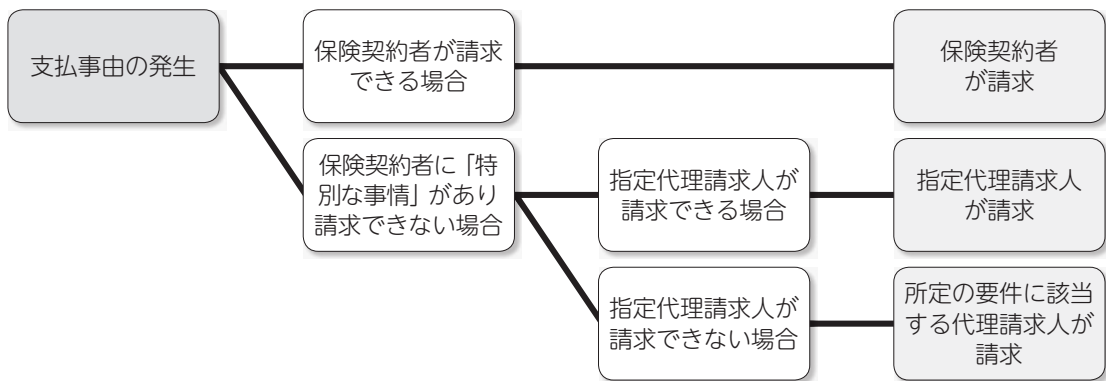 支払事由の発生
保険契約者が請求
できる場合
保険契約者
が請求
保険契約者に「特
別な事情」があり
請求できない場合
指定代理請求人が
請求できる場合
指定代理請求人
が請求
指定代理請求人が
請求できない場合
所定の要件に該当
する代理請求人が
請求